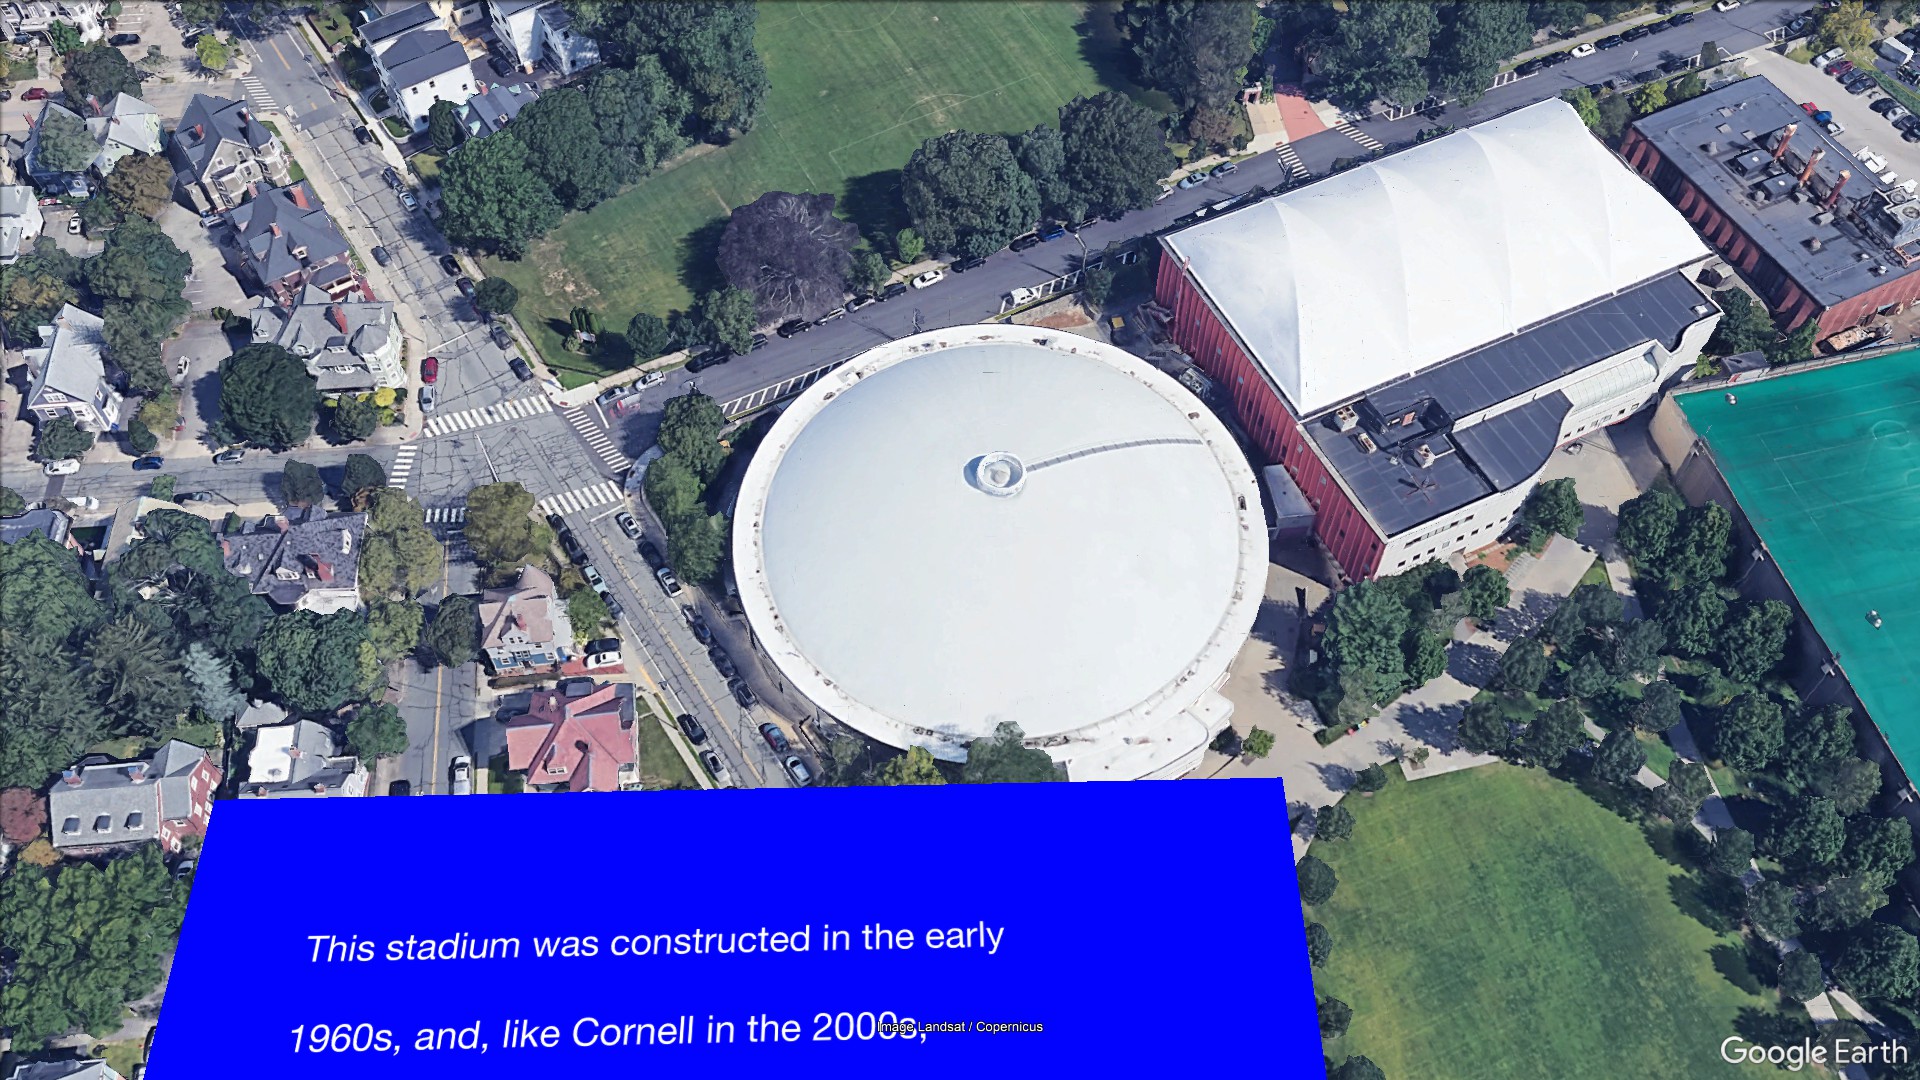 This stadium was constructed in the early
1960s, and, like Cornell in the 2000s,
Image Landsat / Copernicus
Google Earth